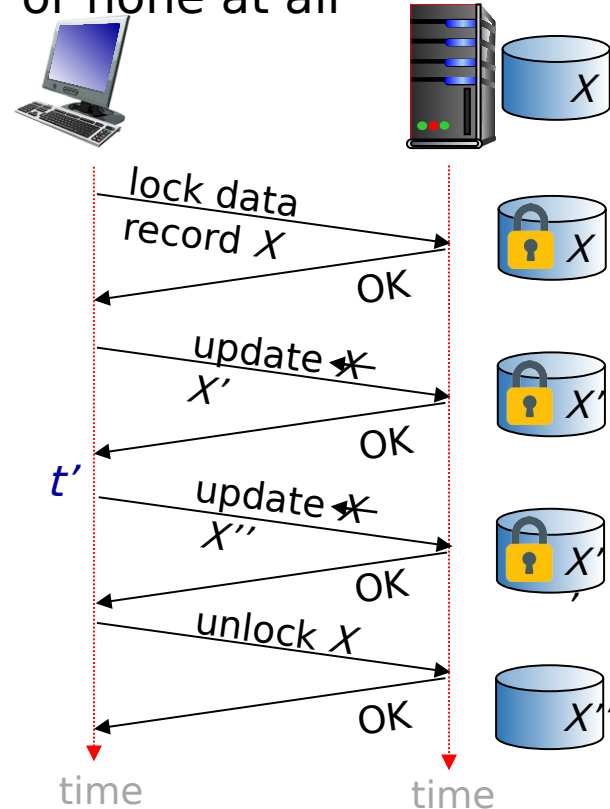 or none at all
X
lock data
record X
X
OK
update X
X'
X'
OK
t'
update X
X''
X'
'
OK
unlock X
X''
OK
time
time